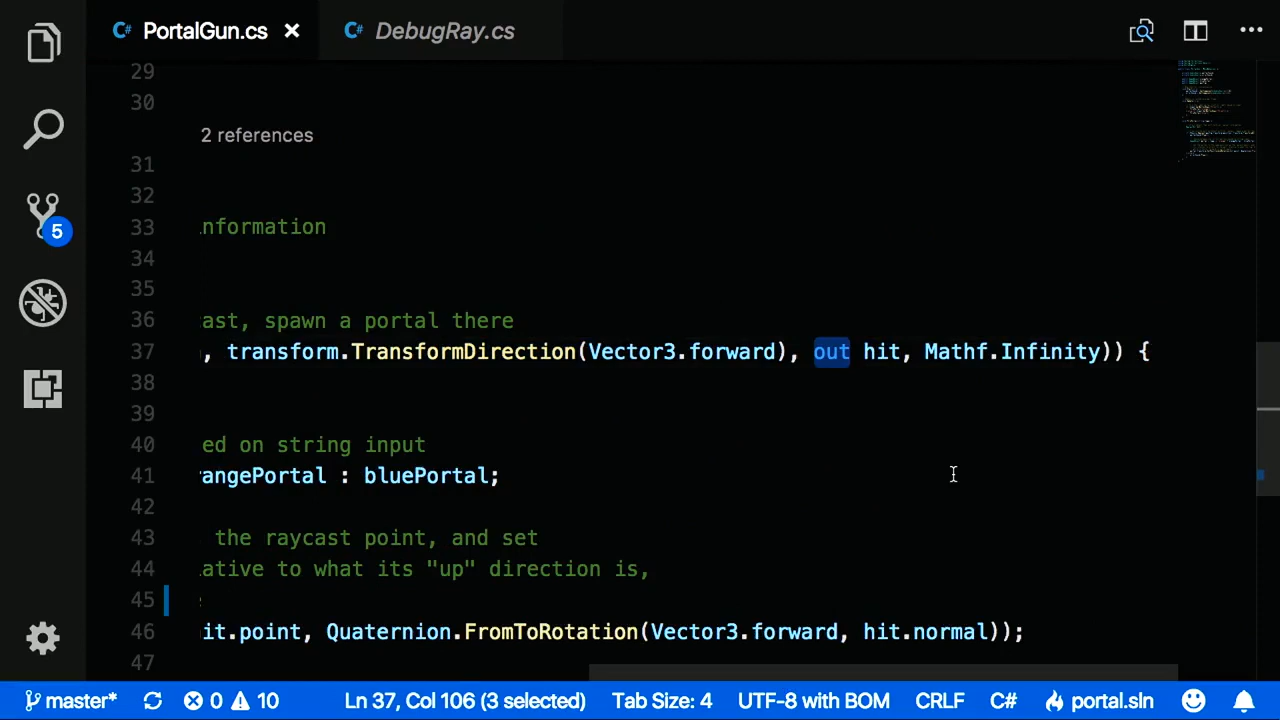 PortalGun.cs
DebugRay.cs
29
30
2 references
31
32
33 nformation
34
35
36 ast, spawn a portal there
37 , transform.TransformDirection(Vector3.forward), out hit, Mathf.Infinity)) {
38
39
40 ed on string input
41 angePortal : bluePortal;
42
43 the raycast point, and set
44 ative to what its "up" direction is,
45
46 it.point, Quaternion.FromToRotation(Vector3.forward, hit.normal));
47
5
master* 0 10 Ln 37, Col 106 (3 selected) Tab Size: 4 UTF-8 with BOM CRLF C# portal.sln